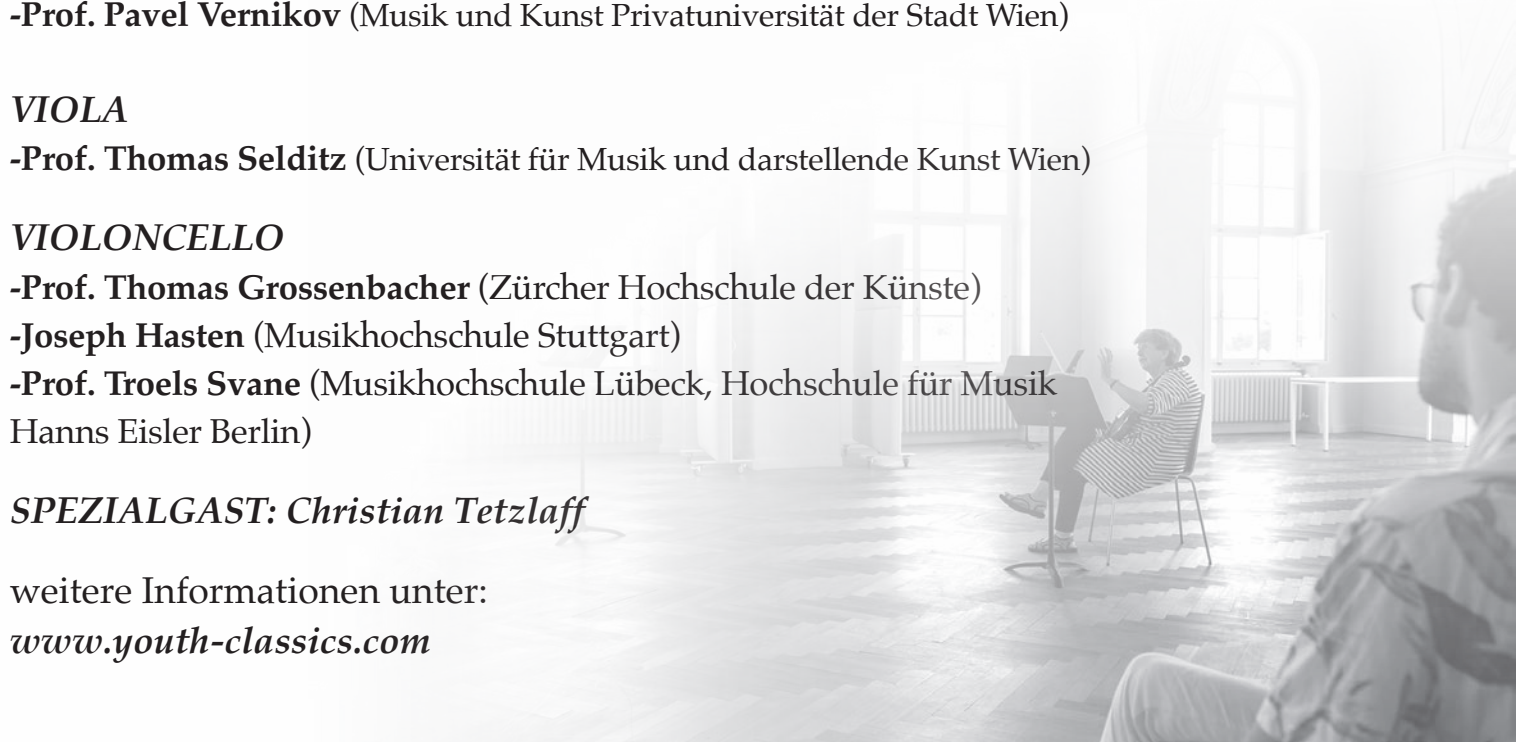 -Prof. Pavel Vernikov (Musik und Kunst Privatuniversität der Stadt Wien)
VIOLA
-Prof. Thomas Selditz (Universität für Musik und darstellende Kunst Wien)
VIOLONCELLO
-Prof. Thomas Grossenbacher (Zürcher Hochschule der Künste)
-Joseph Hasten (Musikhochschule Stuttgart)
-Prof. Troels Svane (Musikhochschule Lübeck, Hochschule für Musik
Hanns Eisler Berlin)
SPEZIALGAST: Christian Tetzlaff
weitere Informationen unter:
www.youth-classics.com